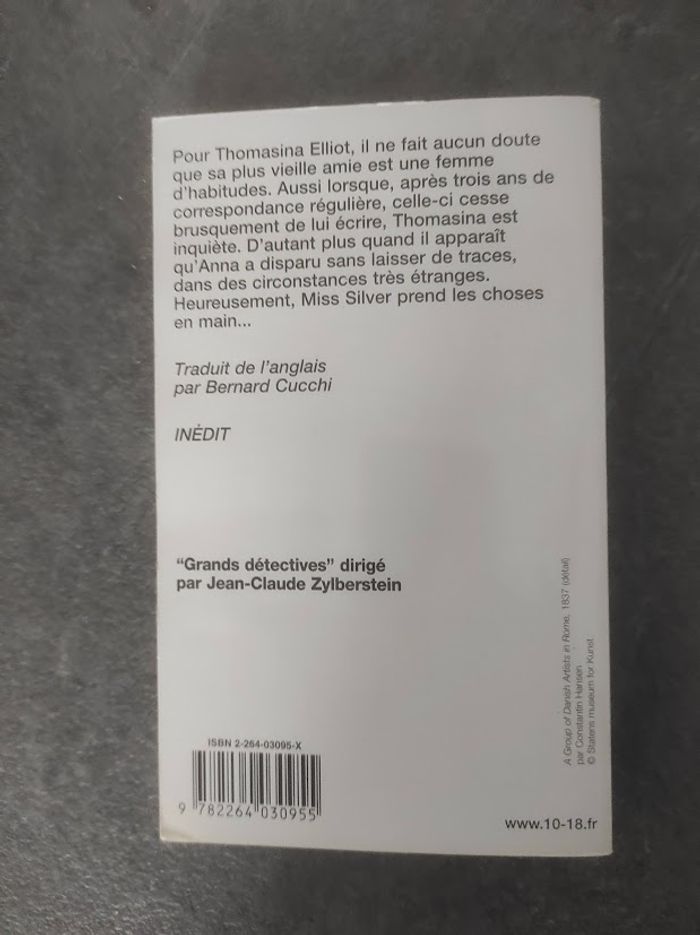 Pour Thomasina Elliot, il ne fait aucun doute
que sa plus vieille amie est une femme
d'habitudes. Aussi lorsque, après trois ans de
correspondance régulière, celle-ci cesse
brusquement de lui écrire, Thomasina est
inquiète. D'autant plus quand il apparaît
qu'Anna a disparu sans laisser de traces,
dans des circonstances très étranges.
Heureusement, Miss Silver prend les choses
en main...
Traduit de l'anglais
par Bernard Cucchi
INÉDIT
"Grands détectives" dirigé
par Jean-Claude Zylberstein
A Group of Danish Artists in Rome, 1837 (détail)
par Constantin Hansen
© Statens museum for Kunst
ISBN 2-264-03095-X
9 782264 030955
www.10-18.fr